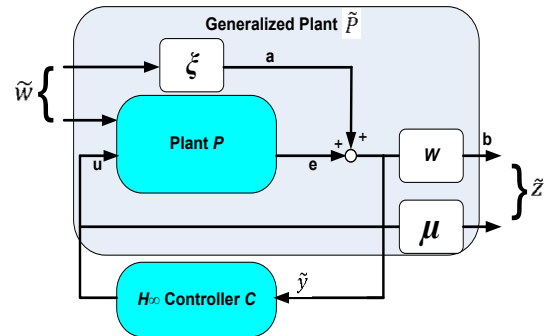 Generalized Plant P̃
w̃ {
ξ
a
Plant P
u
e
+
+
W
b
} z̃
μ
H∞ Controller C
ỹ